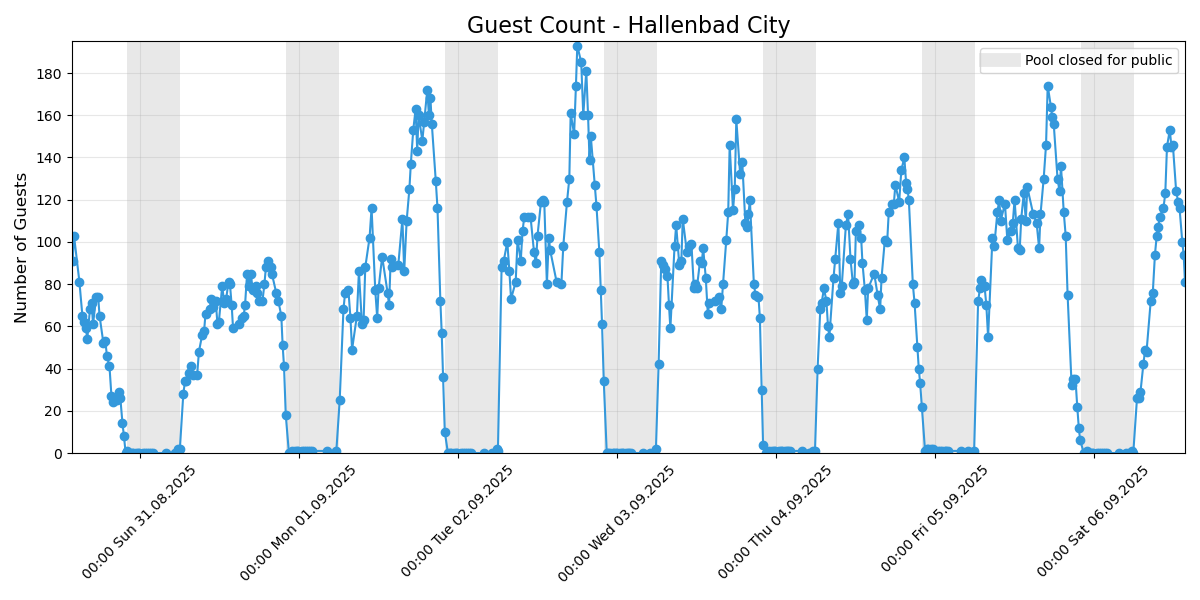 Guest Count - Hallenbad City
Pool closed for public
Number of Guests
180
160
140
120
100
80
60
40
20
0
00:00 Sun 31.08.2025
00:00 Mon 01.09.2025
00:00 Tue 02.09.2025
00:00 Wed 03.09.2025
00:00 Thu 04.09.2025
00:00 Fri 05.09.2025
00:00 Sat 06.09.2025